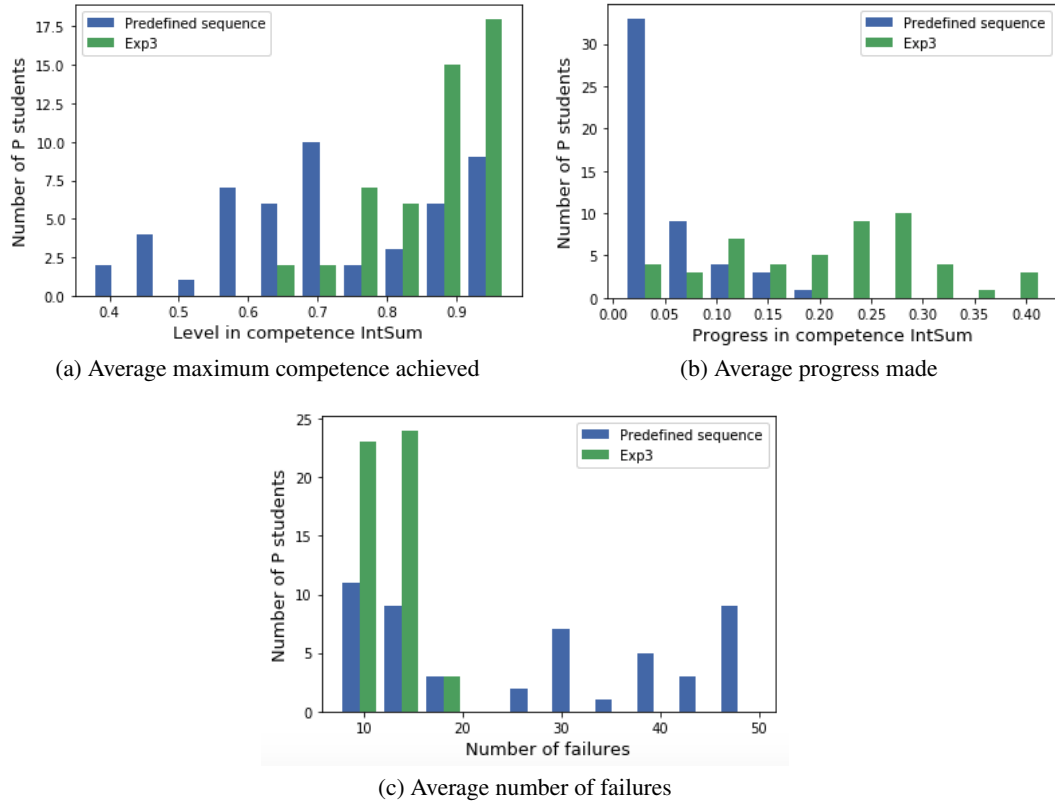 Predefined sequence
Exp3
Number of P students
17.5
15.0
12.5
10.0
7.5
5.0
2.5
0.0
0.4 0.5 0.6 0.7 0.8 0.9
Level in competence IntSum
(a) Average maximum competence achieved
Predefined sequence
Exp3
Number of P students
30
25
20
15
10
5
0
0.00 0.05 0.10 0.15 0.20 0.25 0.30 0.35 0.40
Progress in competence IntSum
(b) Average progress made
Predefined sequence
Exp3
Number of P students
25
20
15
10
5
0
10 20 30 40 50
Number of failures
(c) Average number of failures